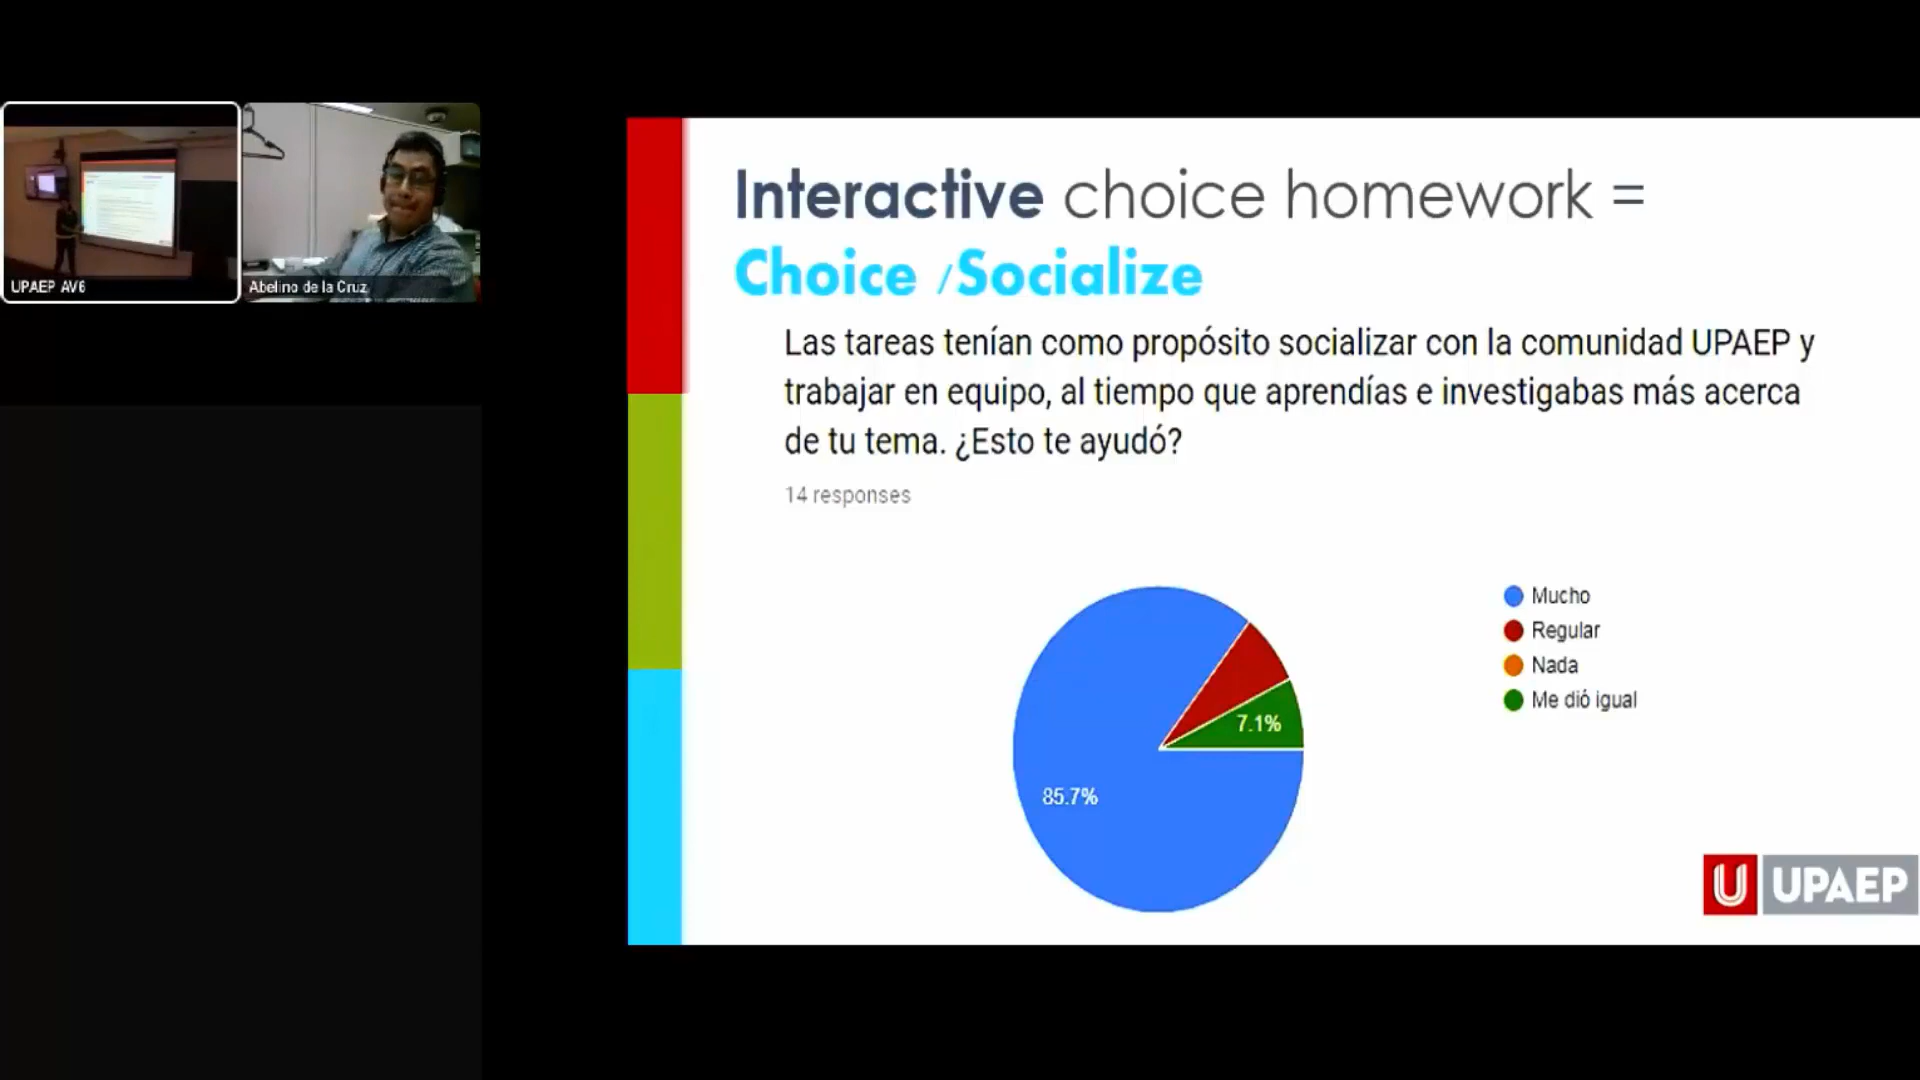 UPAEP AV6
Abelino de la Cruz
Interactive choice homework =
Choice /Socialize
Las tareas tenían como propósito socializar con la comunidad UPAEP y
trabajar en equipo, al tiempo que aprendías e investigabas más acerca
de tu tema. ¿Esto te ayudó?
14 responses
Mucho
Regular
Nada
Me dió igual
7.1%
85.7%
U UPAEP